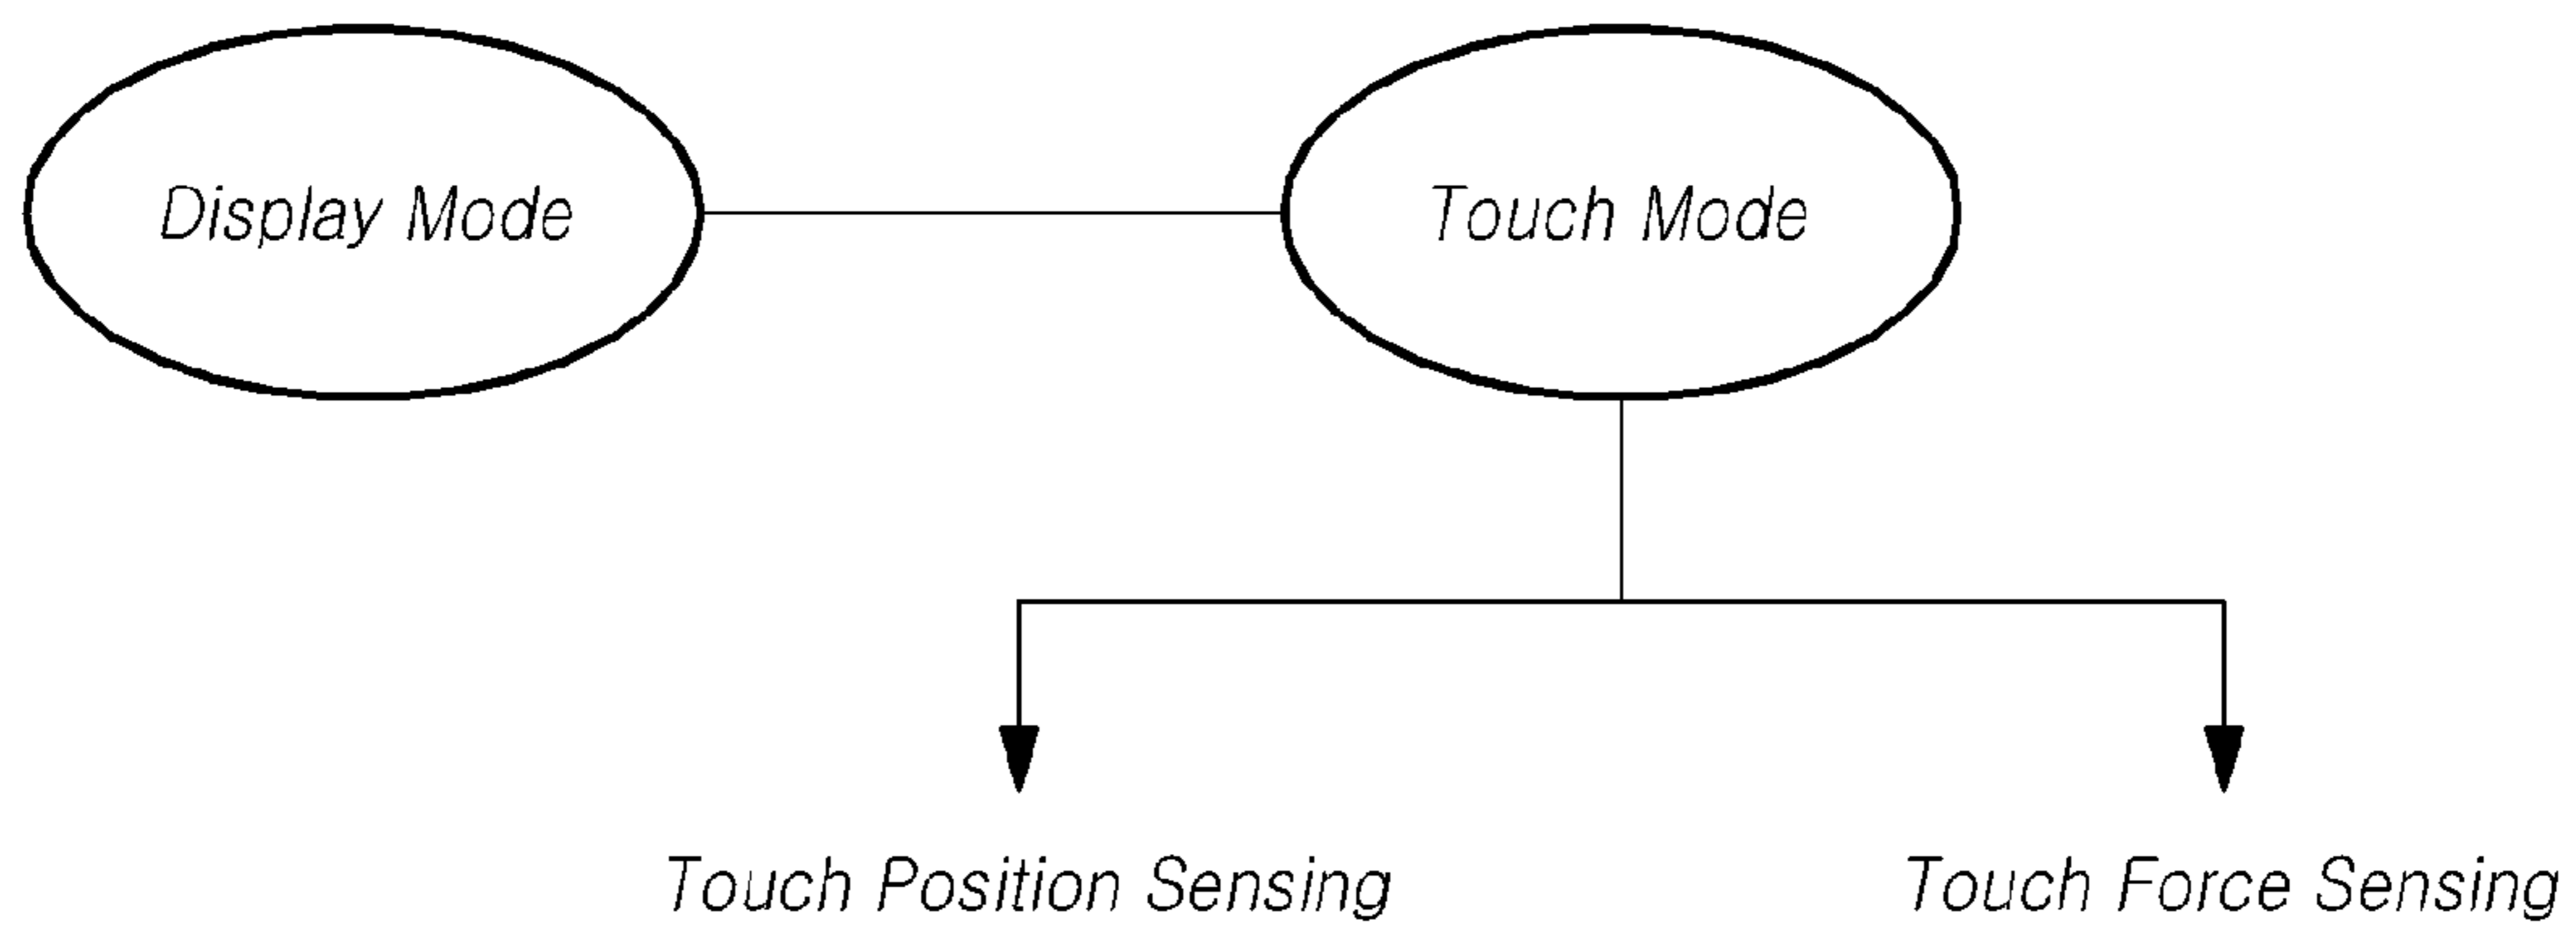 Display Mode
Touch Mode
Touch Position Sensing
Touch Force Sensing